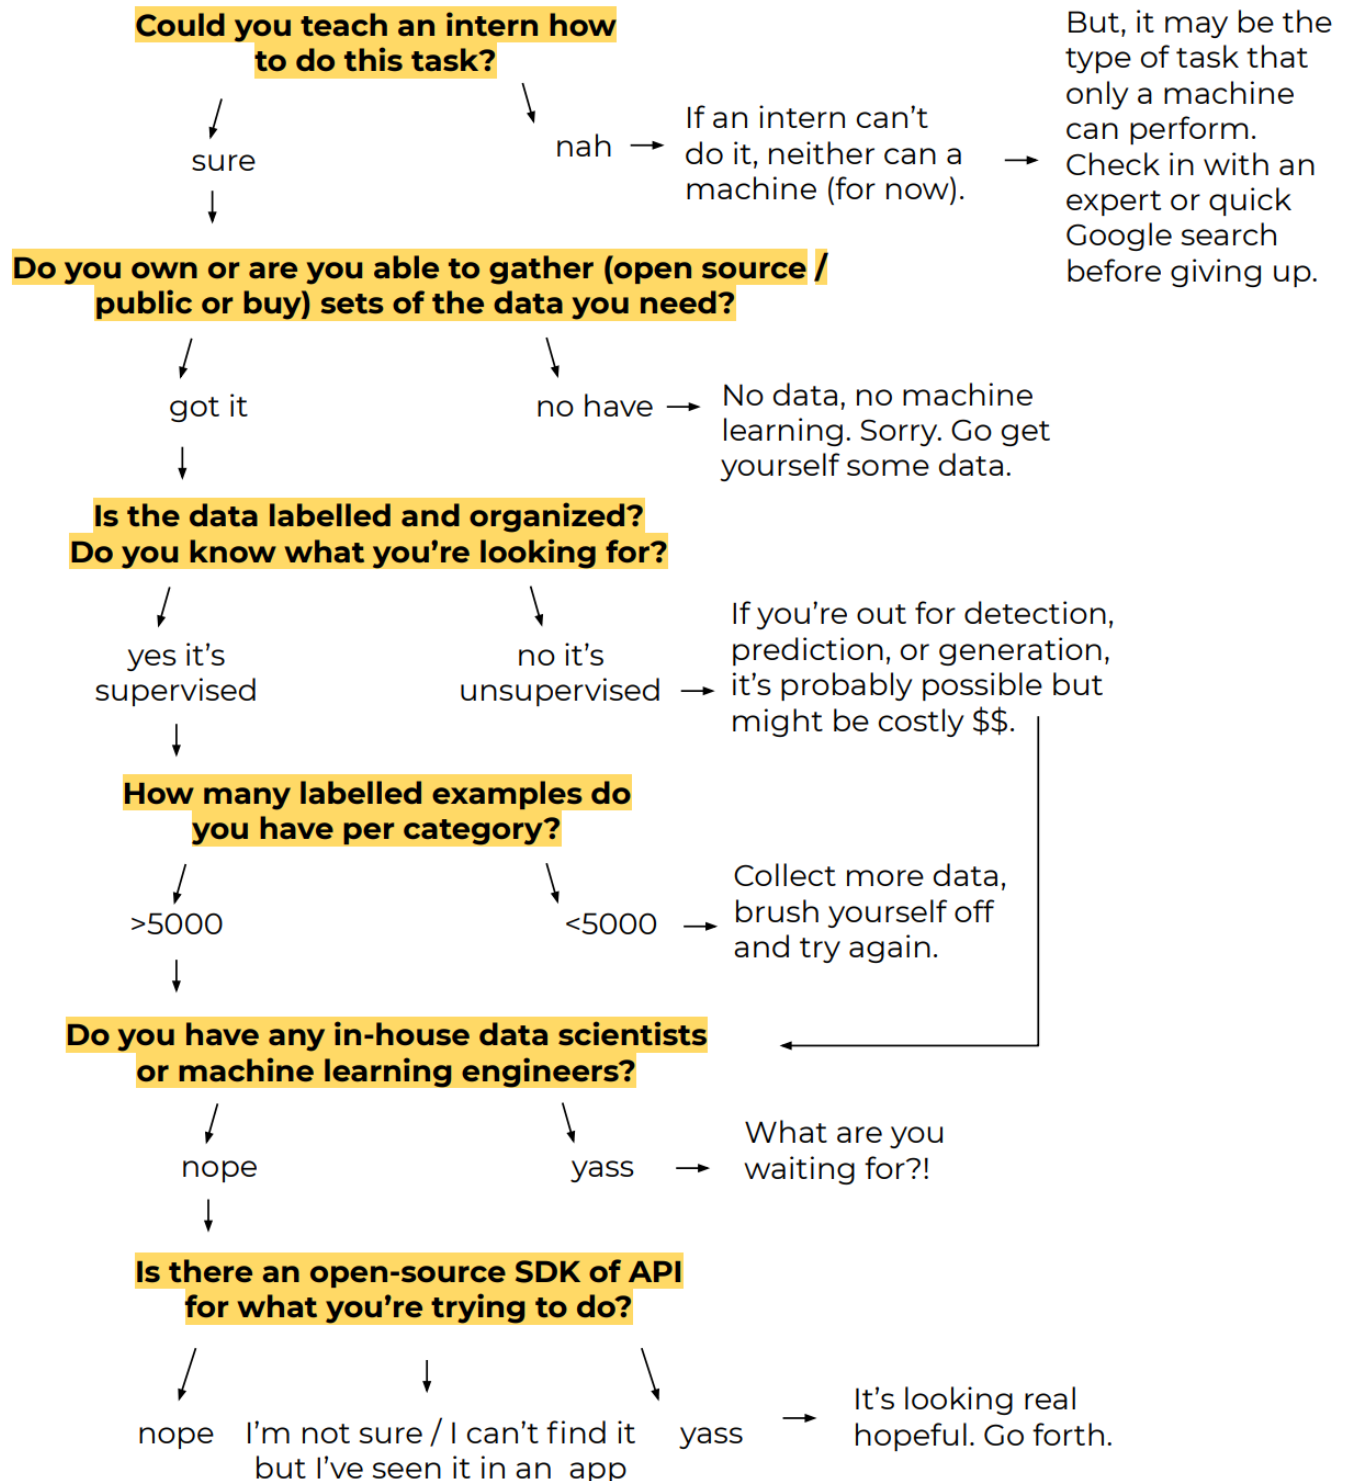 Could you teach an intern how
to do this task?
sure
nah
If an intern can't
do it, neither can a
machine (for now).
But, it may be the
type of task that
only a machine
can perform.
Check in with an
expert or quick
Google search
before giving up.
Do you own or are you able to gather (open source /
public or buy) sets of the data you need?
got it
no have
No data, no machine
learning. Sorry. Go get
yourself some data.
Is the data labelled and organized?
Do you know what you're looking for?
yes it's
supervised
no it's
unsupervised
If you're out for detection,
prediction, or generation,
it's probably possible but
might be costly $$.
How many labelled examples do
you have per category?
>5000
<5000
Collect more data,
brush yourself off
and try again.
Do you have any in-house data scientists
or machine learning engineers?
nope
yass
What are you
waiting for?!
Is there an open-source SDK of API
for what you're trying to do?
nope
I'm not sure / I can't find it
but I've seen it in an app
yass
It's looking real
hopeful. Go forth.